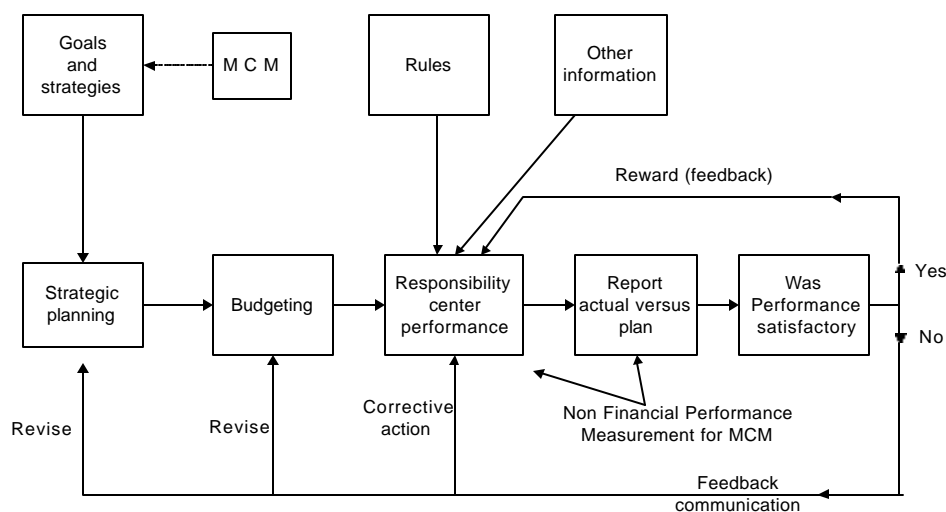 Goals
and
strategies
M C M
Rules
Other
information
Reward (feedback)
Strategic
planning
Budgeting
Responsibility
center
performance
Report
actual versus
plan
Was
Performance
satisfactory
Yes
No
Revise
Revise
Corrective
action
Non Financial Performance
Measurement for MCM
Feedback
communication